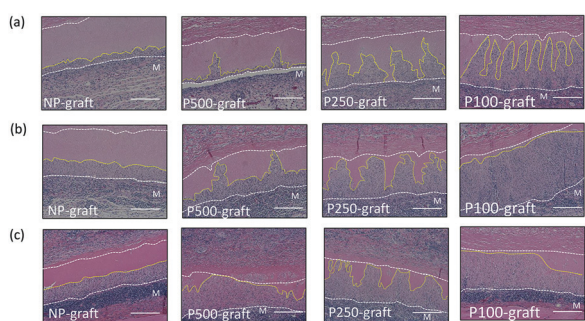 (a)
M
NP-graft
M
P500-graft
M
P250-graft
M
P100-graft
(b)
M
NP-graft
M
P500-graft
M
P250-graft
M
P100-graft
(c)
M
NP-graft
M
P500-graft
M
P250-graft
M
P100-graft